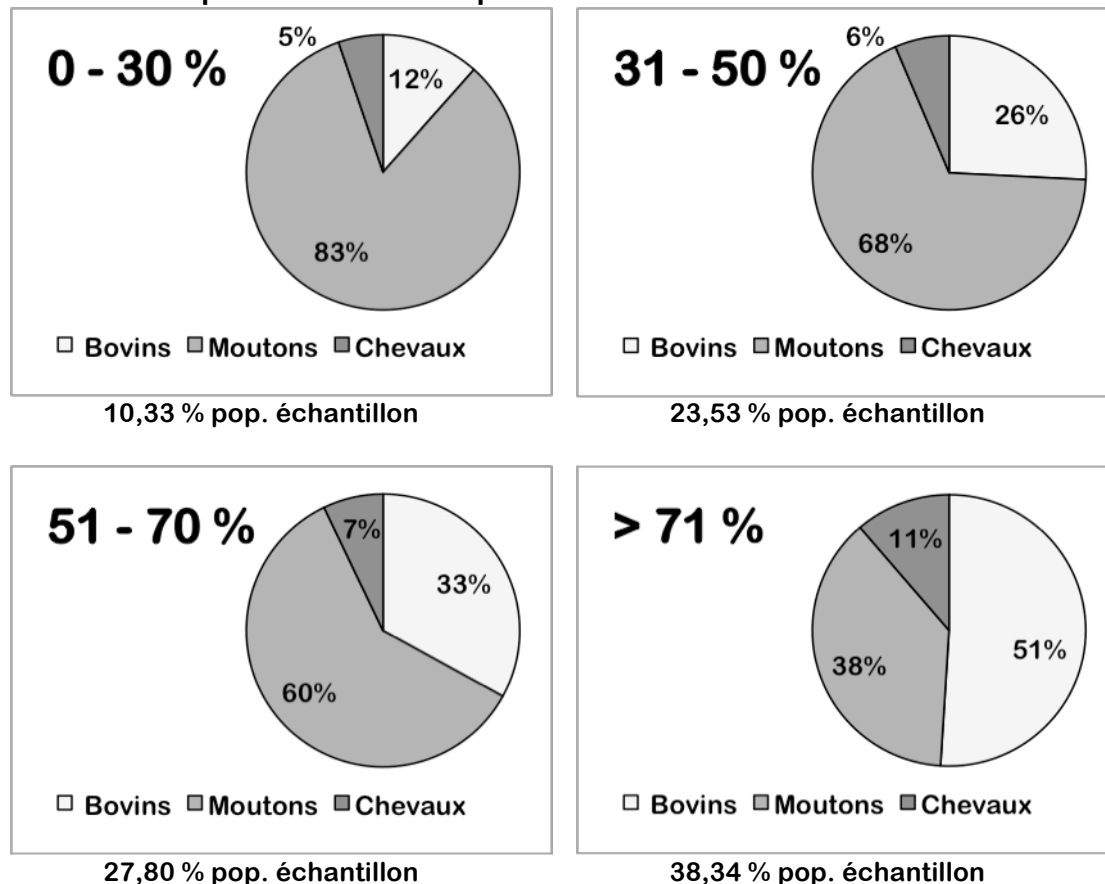 0 - 30 %
5%
12%
83%
Bovins Moutons Chevaux
10,33 % pop. échantillon
31 - 50 %
6%
26%
68%
Bovins Moutons Chevaux
23,53 % pop. échantillon
51 - 70 %
7%
33%
60%
Bovins Moutons Chevaux
27,80 % pop. échantillon
> 71 %
11%
51%
38%
Bovins Moutons Chevaux
38,34 % pop. échantillon